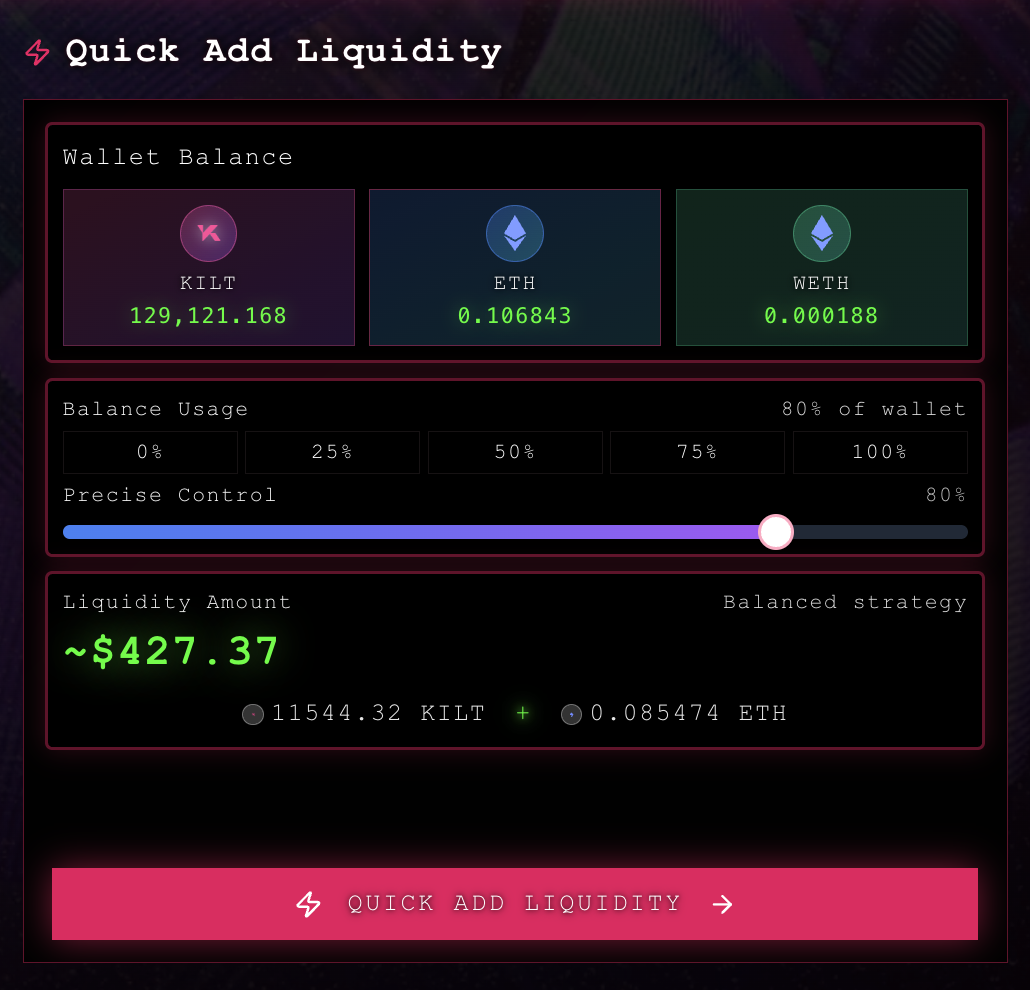 Quick Add Liquidity
Wallet Balance
KILT
129,121.168
ETH
0.106843
WETH
0.000188
Balance Usage 80% of wallet
0% 25% 50% 75% 100%
Precise Control 80%
Liquidity Amount Balanced strategy
~$427.37
11544.32 KILT + 0.085474 ETH
QUICK ADD LIQUIDITY →